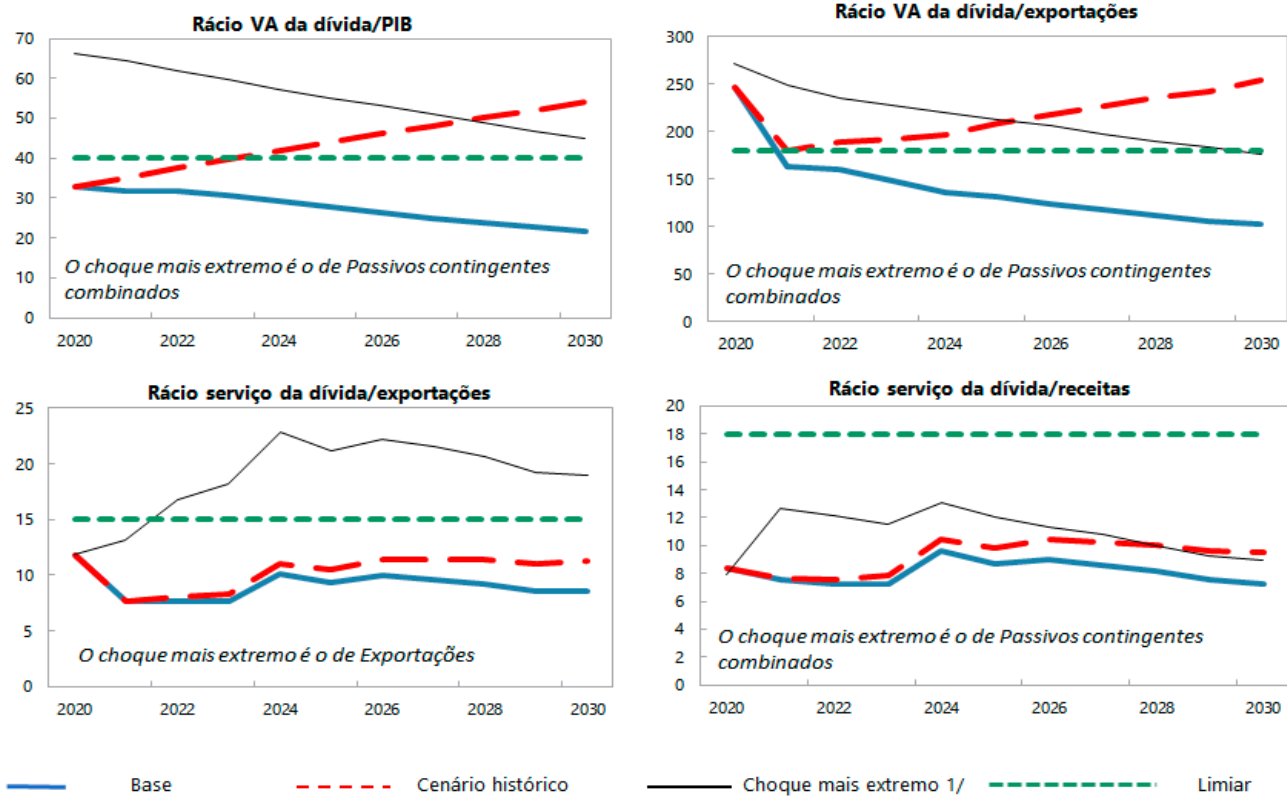 Rácio VA da dívida/PIB
70
60
50
40
30
20
10
0
O choque mais extremo é o de Passivos contingentes
combinados
2020 2022 2024 2026 2028 2030
Rácio VA da dívida/exportações
300
250
200
150
100
50
0
O choque mais extremo é o de Passivos contingentes
combinados
2020 2022 2024 2026 2028 2030
Rácio serviço da dívida/exportações
25
20
15
10
5
0
O choque mais extremo é o de Exportações
2020 2022 2024 2026 2028 2030
Rácio serviço da dívida/receitas
20
18
16
14
12
10
8
6
4
2
0
O choque mais extremo é o de Passivos contingentes
combinados
2020 2022 2024 2026 2028 2030
Base Cenário histórico Choque mais extremo 1/ Limiar